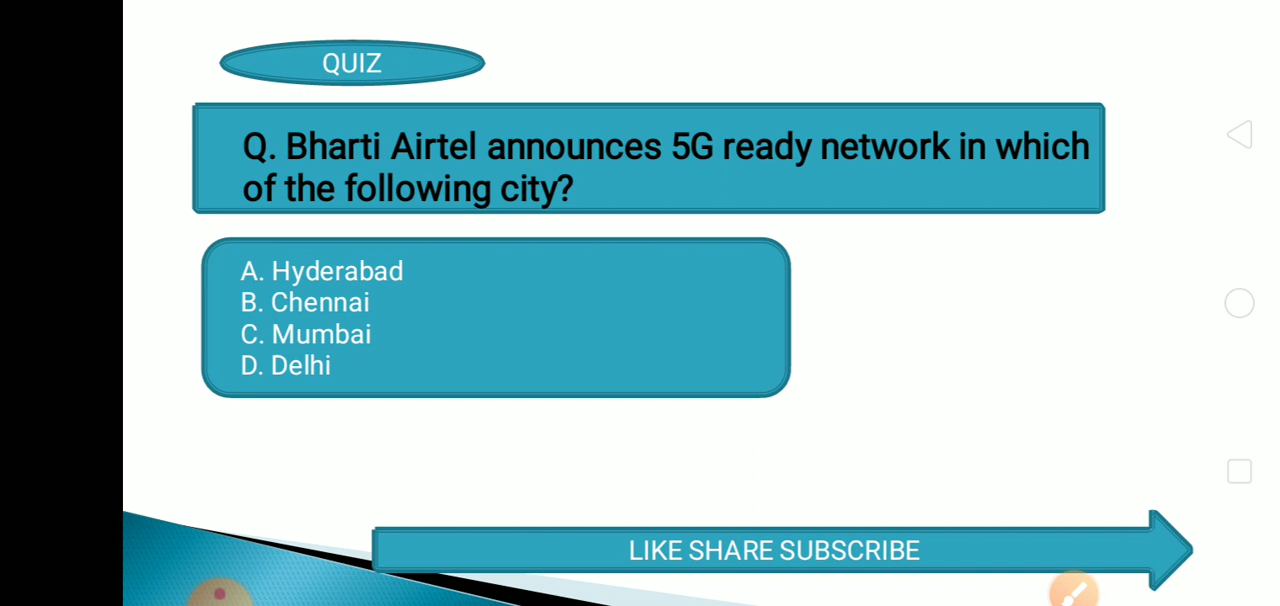 QUIZ
Q. Bharti Airtel announces 5G ready network in which
of the following city?
A. Hyderabad
B. Chennai
C. Mumbai
D. Delhi
LIKE SHARE SUBSCRIBE